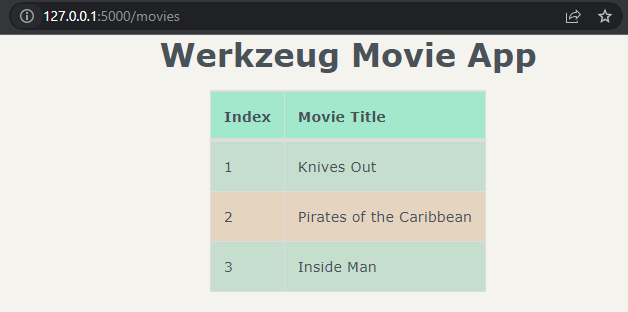 127.0.0.1:5000/movies
Werkzeug Movie App
Index Movie Title
1 Knives Out
2 Pirates of the Caribbean
3 Inside Man